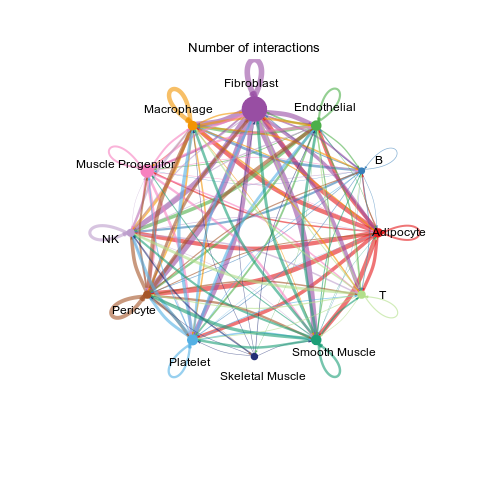 Number of interactions
Fibroblast
Macrophage
Endothelial
Muscle Progenitor
B
NK
Adipocyte
Pericyte
T
Platelet
Smooth Muscle
Skeletal Muscle